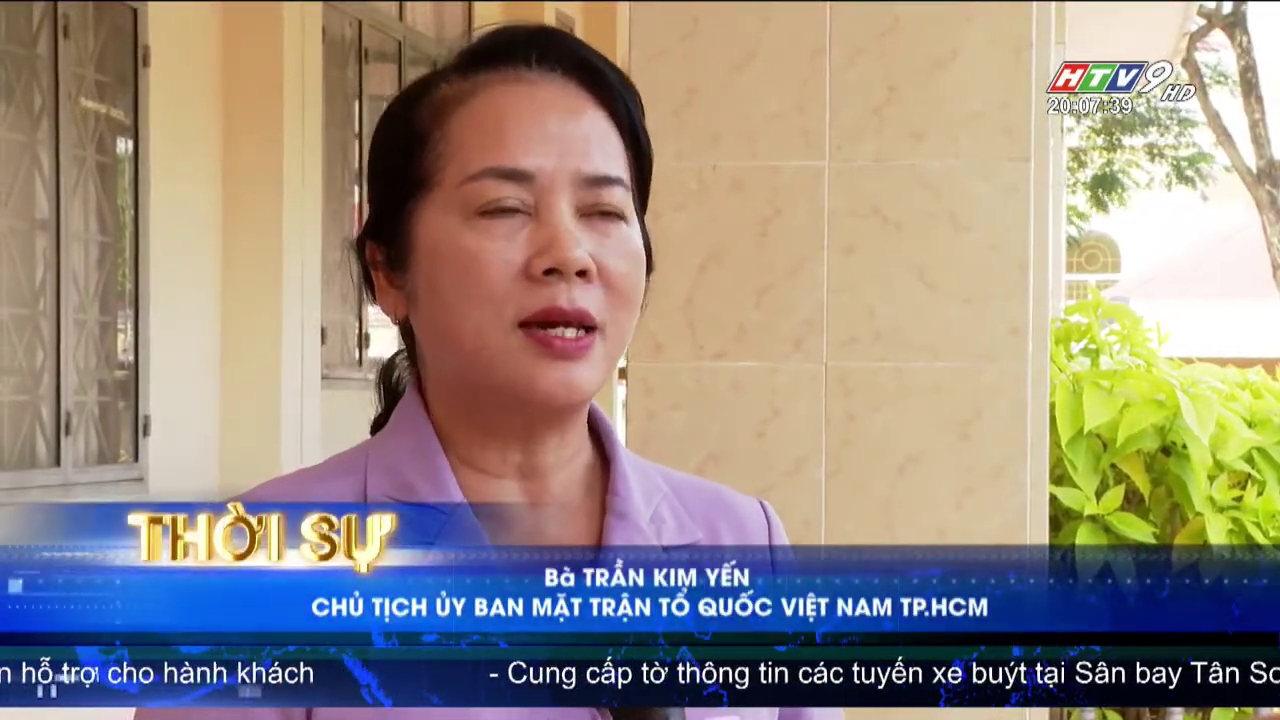 HTV9 HD
20:07:39
THỜI SỰ
Bà TRẦN KIM YẾN
CHỦ TỊCH ỦY BAN MẶT TRẬN TỔ QUỐC VIỆT NAM TP.HCM
hỗ trợ cho hành khách - Cung cấp tờ thông tin các tuyến xe buýt tại Sân bay Tân